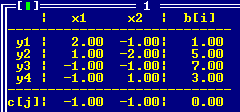 [■] 1
¦ x1 x2 ¦ b[i]
y1 ¦ 2.00 -1.00¦ 1.00
y2 ¦ 1.00 -2.00¦ 5.00
y3 ¦ -1.00 -1.00¦ 7.00
y4 ¦ -1.00 1.00¦ 3.00
c[j]¦ -1.00 -1.00¦ 0.00